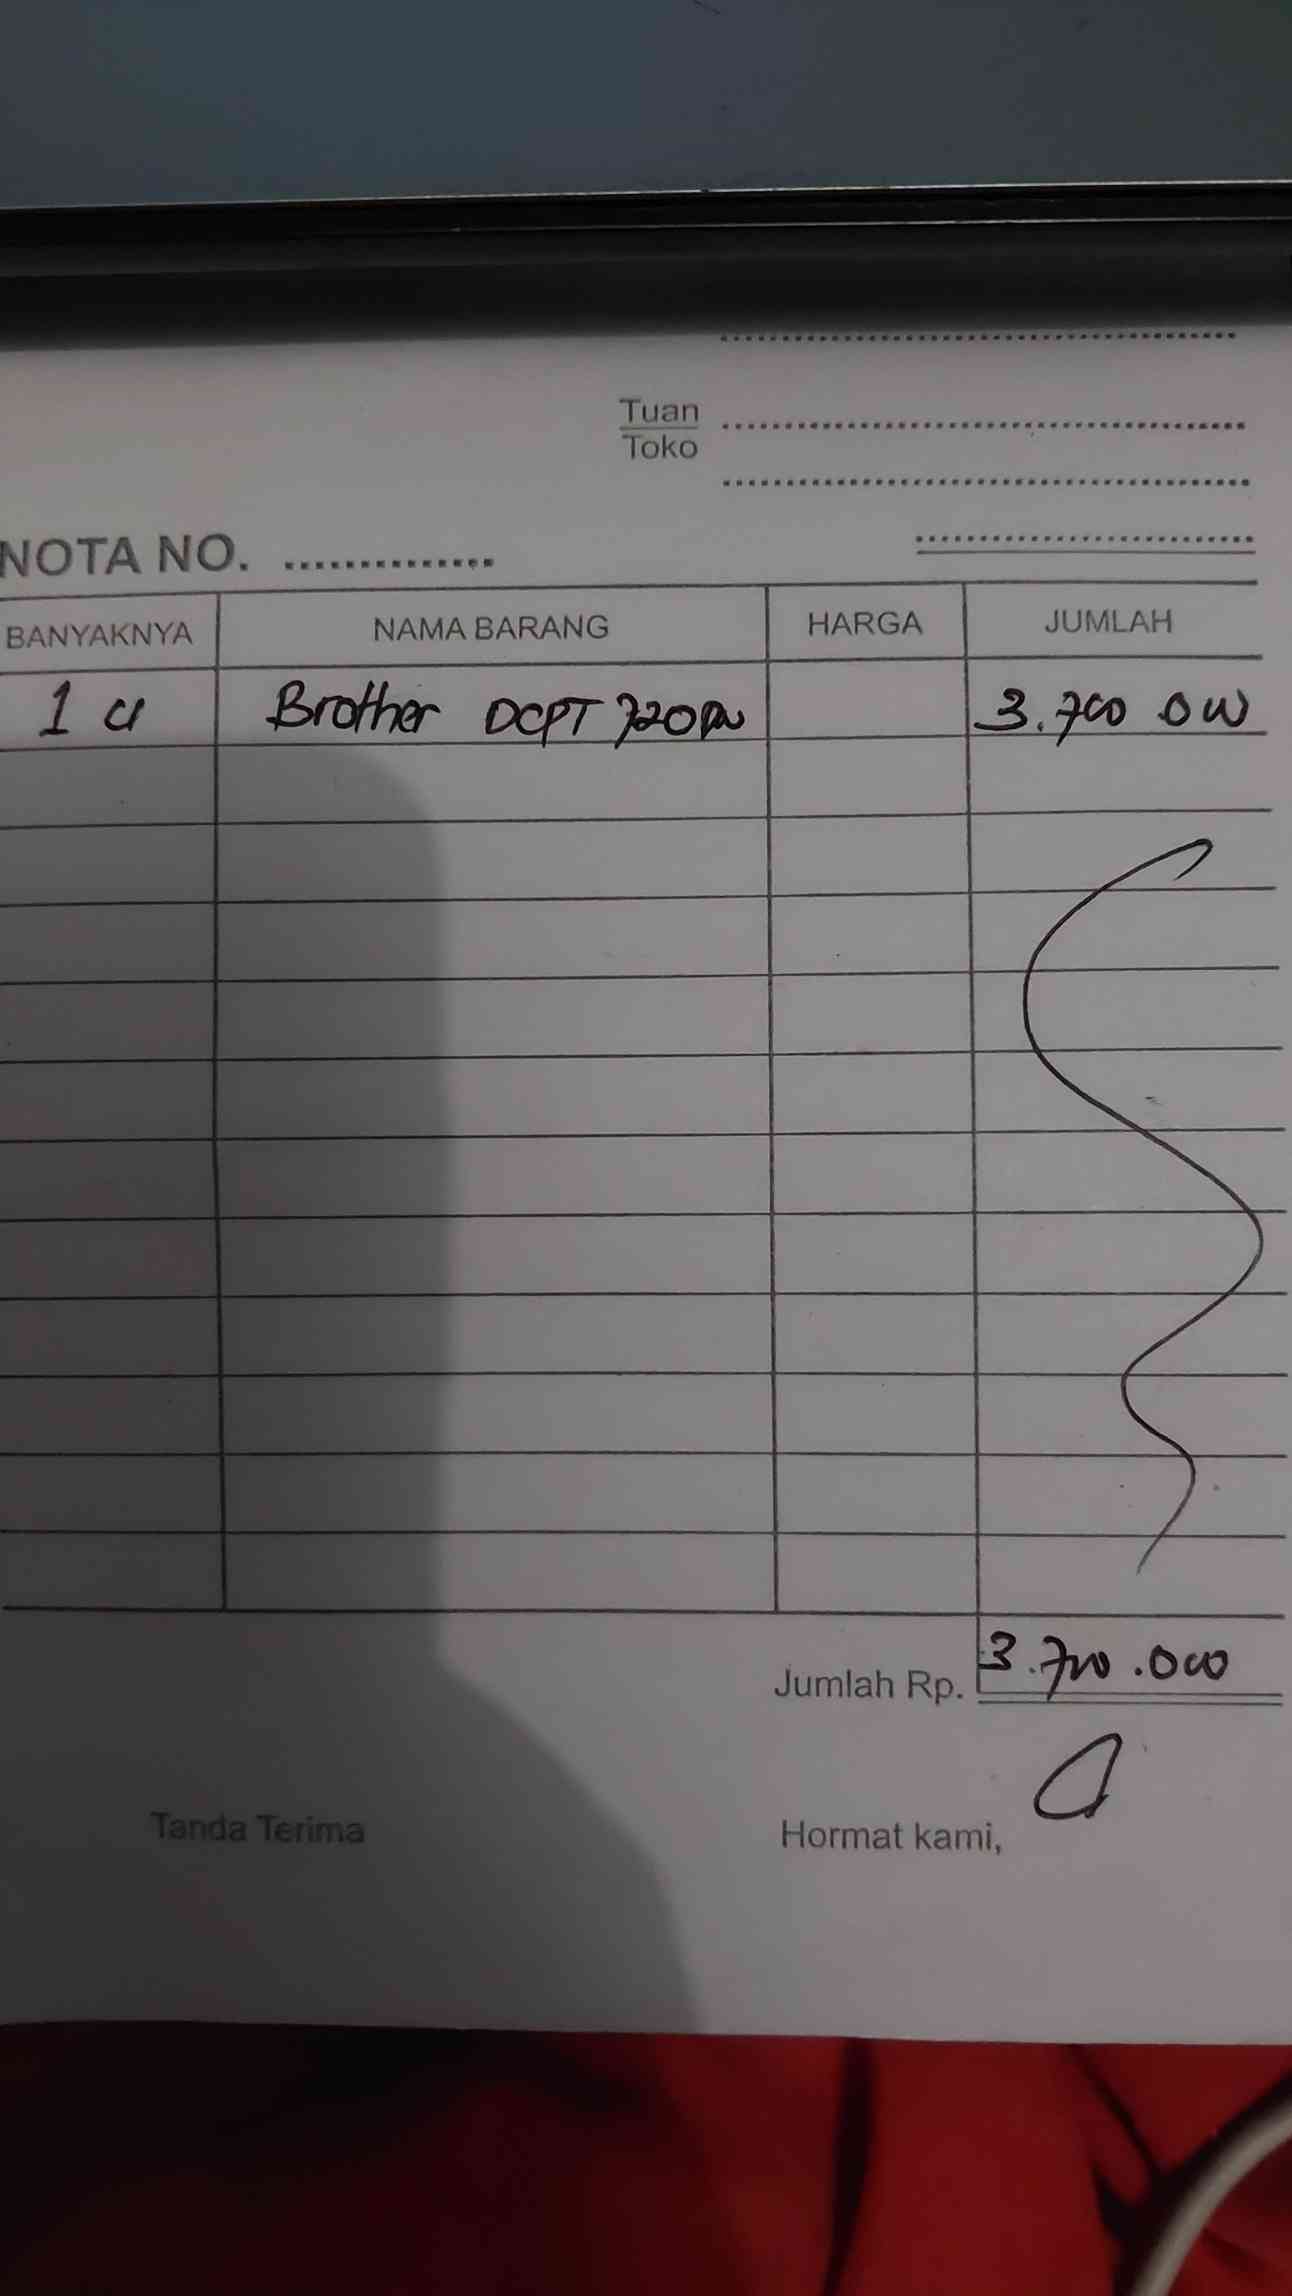 Tuan
Toko
NOTA NO. ..............
BANYAKNYA NAMA BARANG HARGA JUMLAH
1 Brother DCPT 720DW 3.700 000
Jumlah Rp. 3.700.000
Tanda Terima Hormat kami,